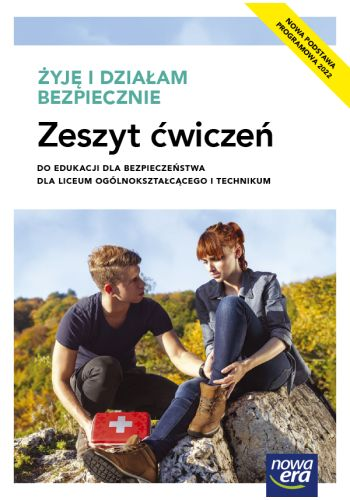 NOWA PODSTAWA
PROGRAMOWA 2022
ŻYJĘ I DZIAŁAM
BEZPIECZNIE
Zeszyt ćwiczeń
DO EDUKACJI DLA BEZPIECZEŃSTWA
DLA LICEUM OGÓLNOKSZTAŁCĄCEGO I TECHNIKUM
nowa
era